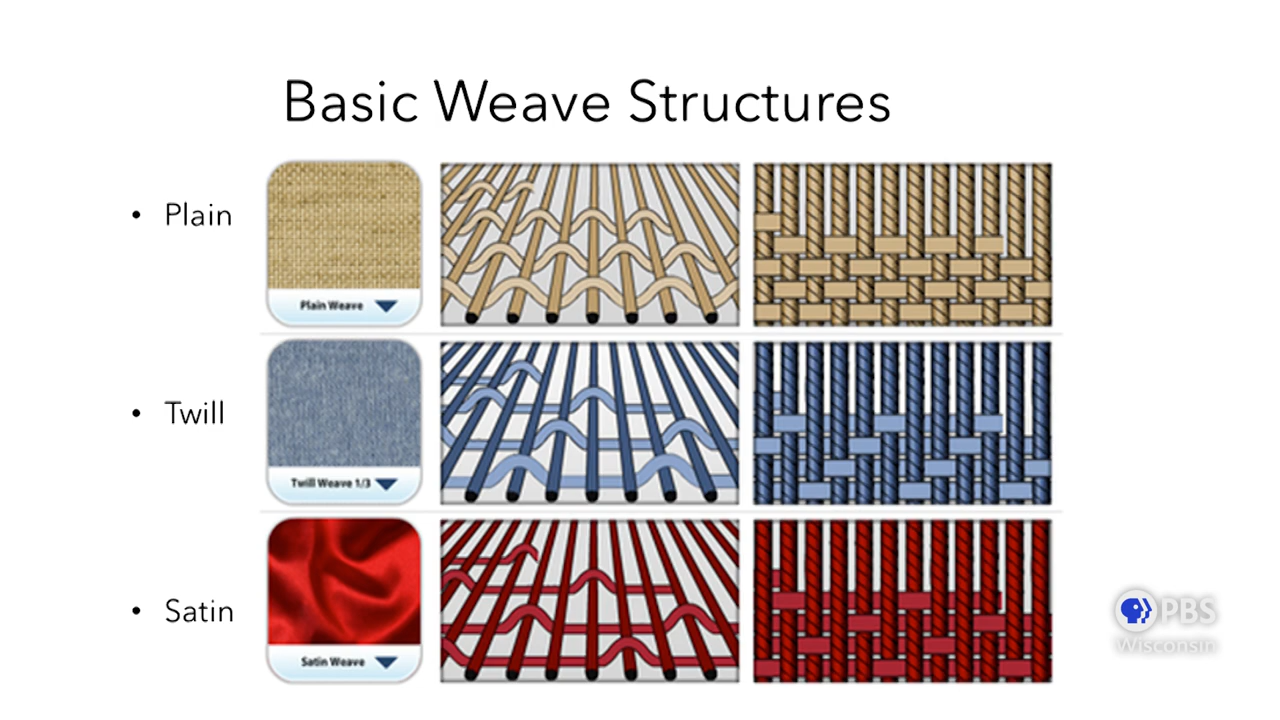 Basic Weave Structures
• Plain
Plain Weave
• Twill
Twill Weave 1/3
• Satin
Satin Weave
PBS
Wisconsin